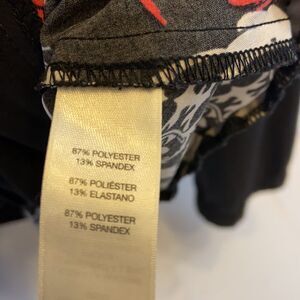 87% POLYESTER
13% SPANDEX
87% POLIÉSTER
13% ELASTANO
87% POLYESTER
13% SPANDEX